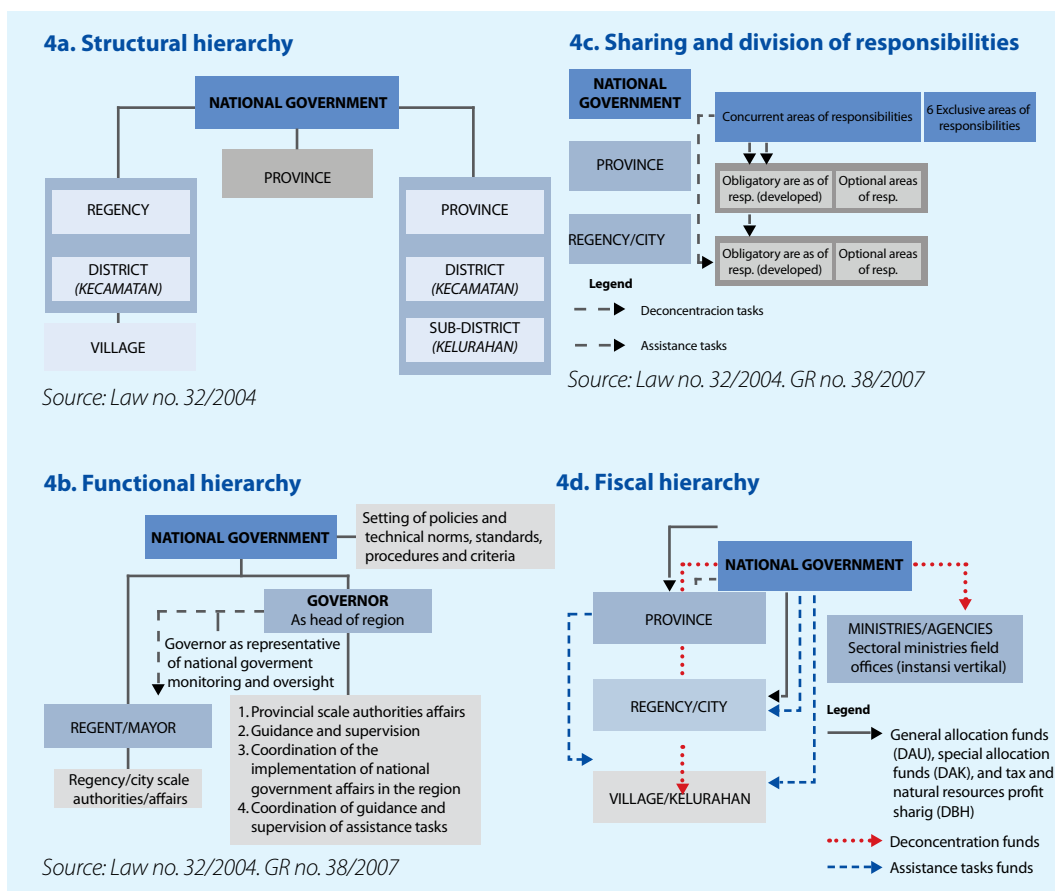 4a. Structural hierarchy
NATIONAL GOVERNMENT
PROVINCE
REGENCY
DISTRICT
(KECAMATAN)
VILLAGE
PROVINCE
DISTRICT
(KECAMATAN)
SUB-DISTRICT
(KELURAHAN)
Source: Law no. 32/2004
4c. Sharing and division of responsibilities
NATIONAL
GOVERNMENT
Concurrent areas of responsibilities
6 Exclusive areas of
responsibilities
PROVINCE
Obligatory are as of
resp. (developed)
Optional areas
of resp.
REGENCY/CITY
Obligatory are as of
resp. (developed)
Optional areas
of resp.
Legend
Deconcentracion tasks
Assistance tasks
Source: Law no. 32/2004. GR no. 38/2007
4b. Functional hierarchy
NATIONAL GOVERNMENT
Setting of policies and
technical norms, standards,
procedures and criteria
GOVERNOR
As head of region
Governor as representative
of national goverment
monitoring and oversight
REGENT/MAYOR
Regency/city scale
authorities/affairs
1. Provincial scale authorities affairs
2. Guidance and supervision
3. Coordination of the
implementation of national
government affairs in the region
4. Coordination of guidance and
supervision of assistance tasks
Source: Law no. 32/2004. GR no. 38/2007
4d. Fiscal hierarchy
NATIONAL GOVERNMENT
PROVINCE
MINISTRIES/AGENCIES
Sectoral ministries field
offices (instansi vertikal)
REGENCY/CITY
VILLAGE/KELURAHAN
Legend
General allocation funds
(DAU), special allocation
funds (DAK), and tax and
natural resources profit
sharig (DBH)
Deconcentration funds
Assistance tasks funds